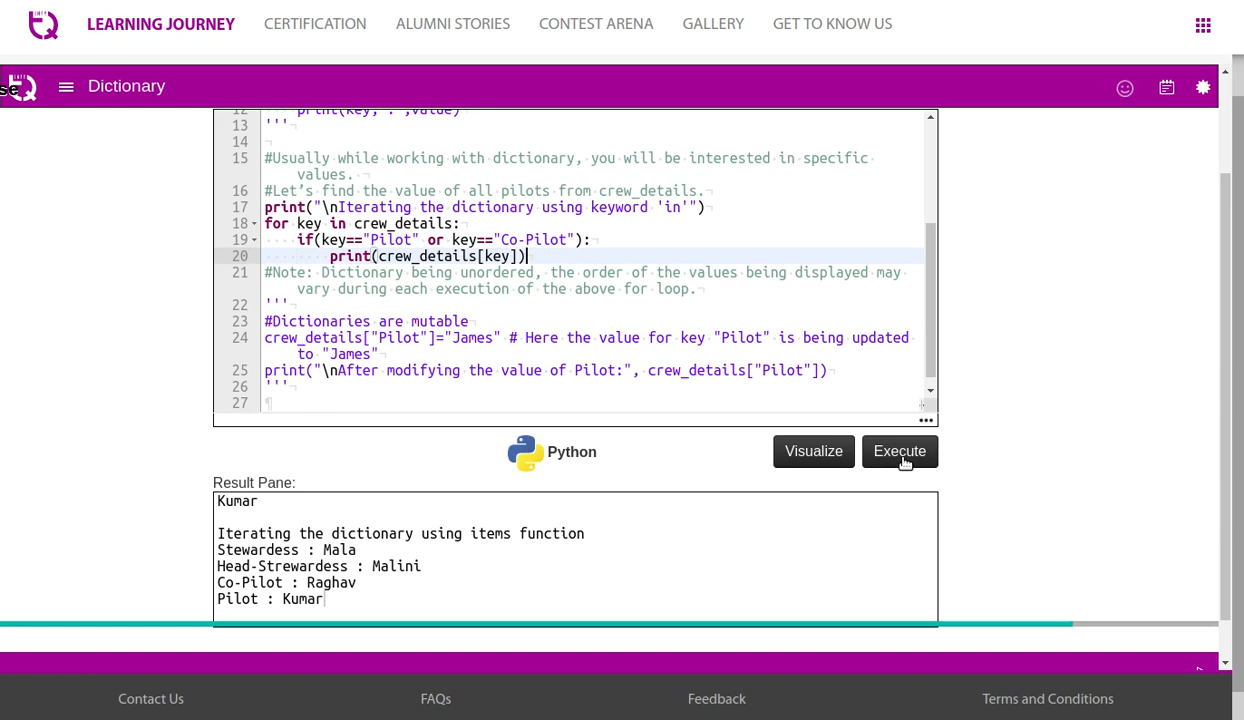 LEARNING JOURNEY CERTIFICATION ALUMNI STORIES CONTEST ARENA GALLERY GET TO KNOW US
se Dictionary
12 print(key,":",value)
13 '''
14
15 #Usually while working with dictionary, you will be interested in specific
values.
16 #Let’s find the value of all pilots from crew_details.
17 print("\nIterating the dictionary using keyword 'in'")
18 for key in crew_details:
19 if(key=="Pilot" or key=="Co-Pilot"):
20 print(crew_details[key])
21 #Note: Dictionary being unordered, the order of the values being displayed may
vary during each execution of the above for loop.
22 '''
23 #Dictionaries are mutable
24 crew_details["Pilot"]="James" # Here the value for key "Pilot" is being updated
to "James"
25 print("\nAfter modifying the value of Pilot:", crew_details["Pilot"])
26 '''
27
Python Visualize Execute
Result Pane:
Kumar
Iterating the dictionary using items function
Stewardess : Mala
Head-Strewardess : Malini
Co-Pilot : Raghav
Pilot : Kumar
Contact Us FAQs Feedback Terms and Conditions